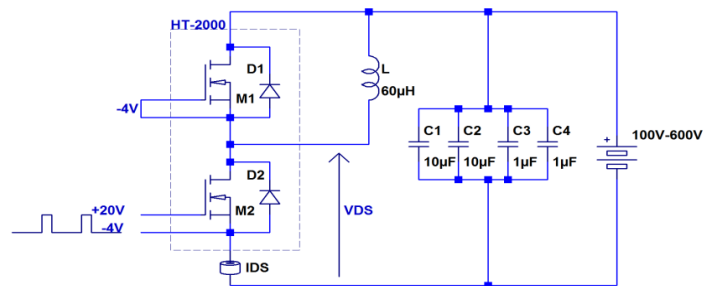 HT-2000
D1
M1
-4V
L
60µH
C1
C2
C3
C4
10µF
10µF
1µF
1µF
+
100V-600V
D2
M2
+20V
-4V
VDS
IDS